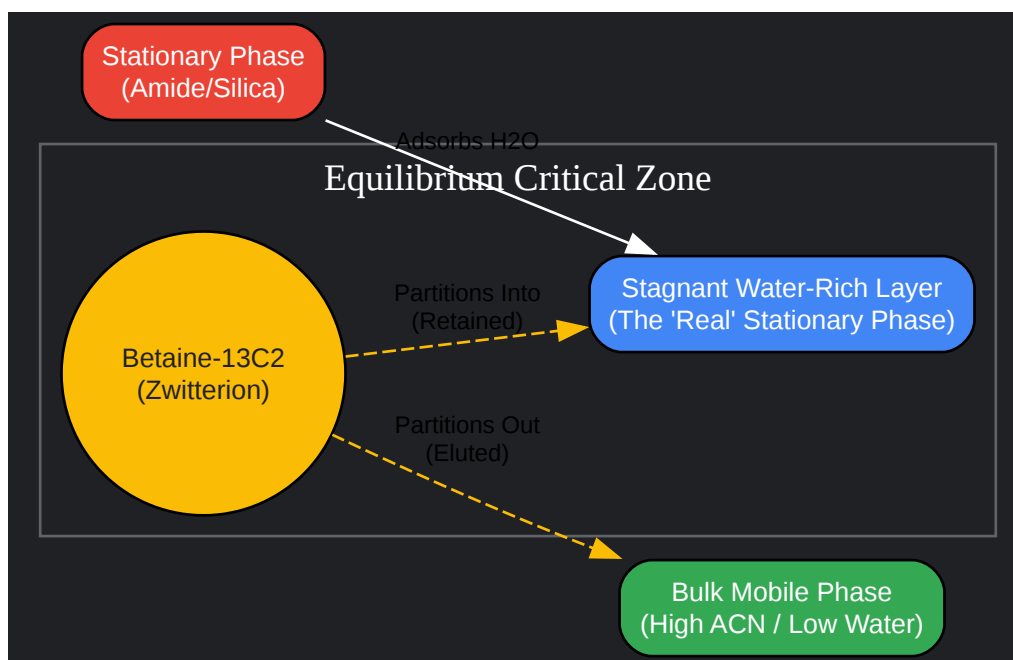 Stationary Phase
(Amide/Silica)
Adsorbs H2O
Equilibrium Critical Zone
Partitions Into
(Retained)
Stagnant Water-Rich Layer
(The 'Real' Stationary Phase)
Betaine-13C2
(Zwitterion)
Partitions Out
(Eluted)
Bulk Mobile Phase
(High ACN / Low Water)